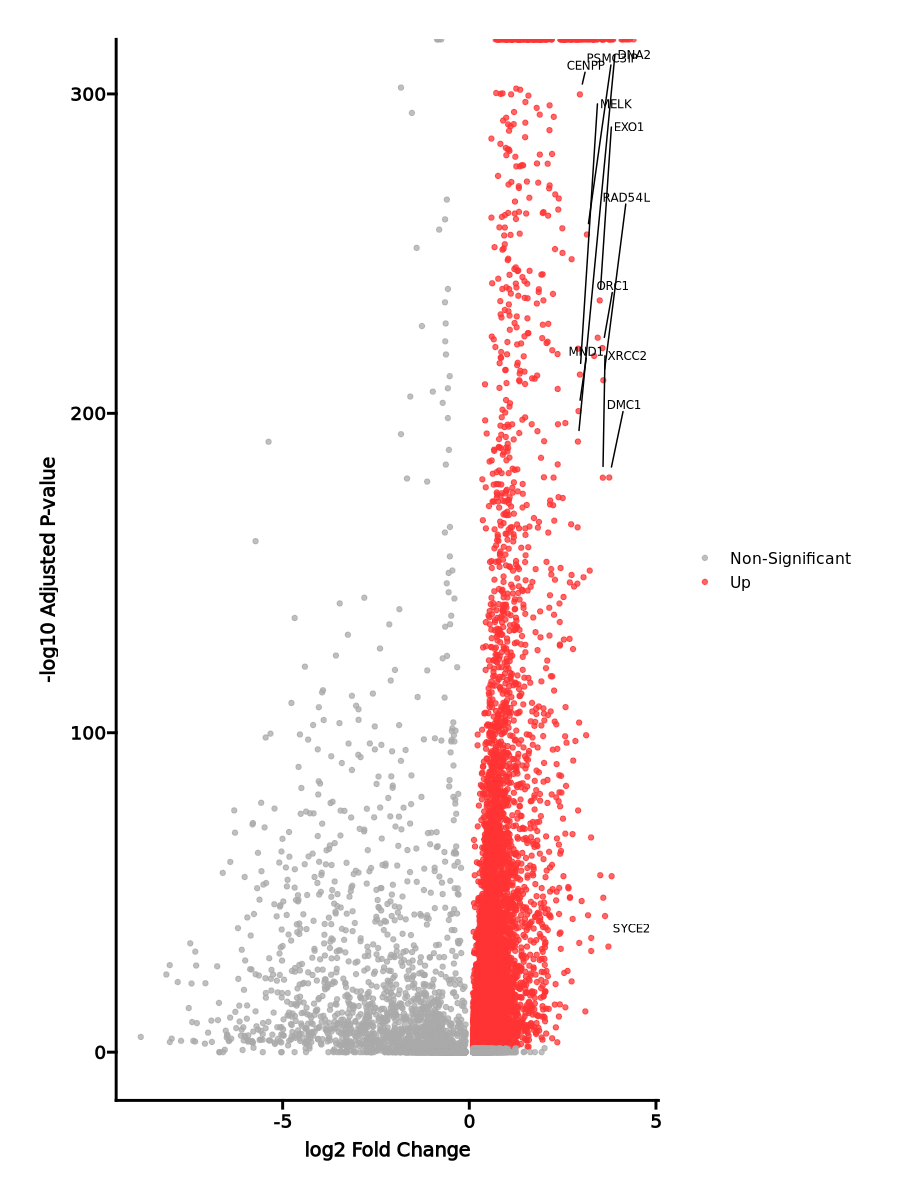 DNA2
PSMC3IP
CENPP
MELK
EXO1
RAD54L
ORC1
MND1
XRCC2
DMC1
SYCE2
300
200
100
0
-log10 Adjusted P-value
-5
0
5
log2 Fold Change
Non-Significant
Up